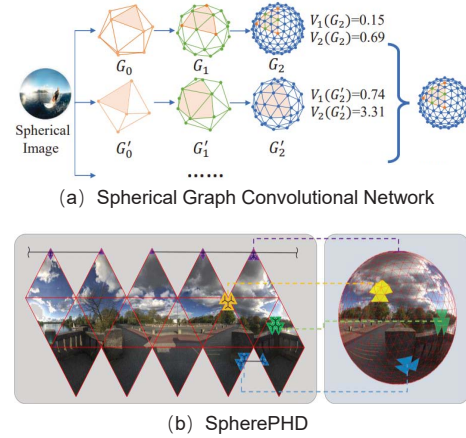 G₀
G₁
G₂
V₁(G₂)=0.15
V₂(G₂)=0.69
Spherical
Image
G′₀
G′₁
G′₂
V₁(G′₂)=0.74
V₂(G′₂)=3.31
......
(a) Spherical Graph Convolutional Network
(b) SpherePHD